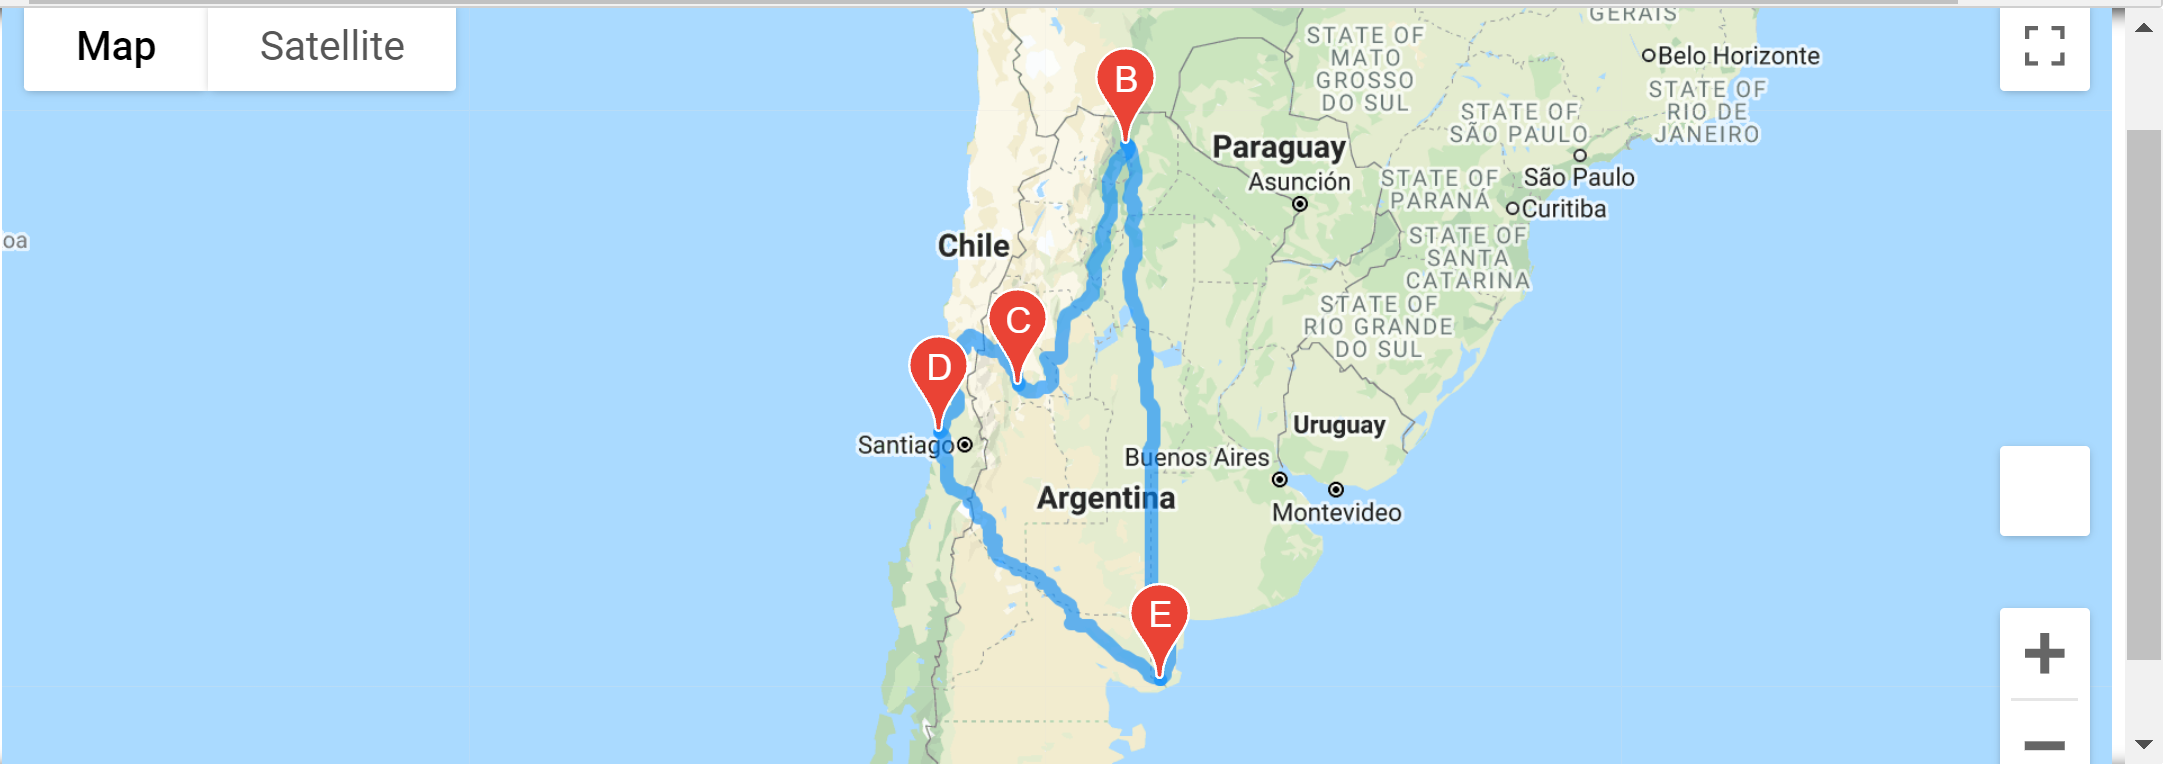 Map
Satellite
GERAIS
STATE OF
MATO
GROSSO
DO SUL
Belo Horizonte
STATE OF
RIO DE
JANEIRO
B
STATE OF
SÃO PAULO
Paraguay
Asunción
São Paulo
STATE OF
PARANÁ
Curitiba
oa
Chile
STATE OF
SANTA
CATARINA
STATE OF
RIO GRANDE
DO SUL
C
D
Uruguay
Santiago
Buenos Aires
Argentina
Montevideo
E